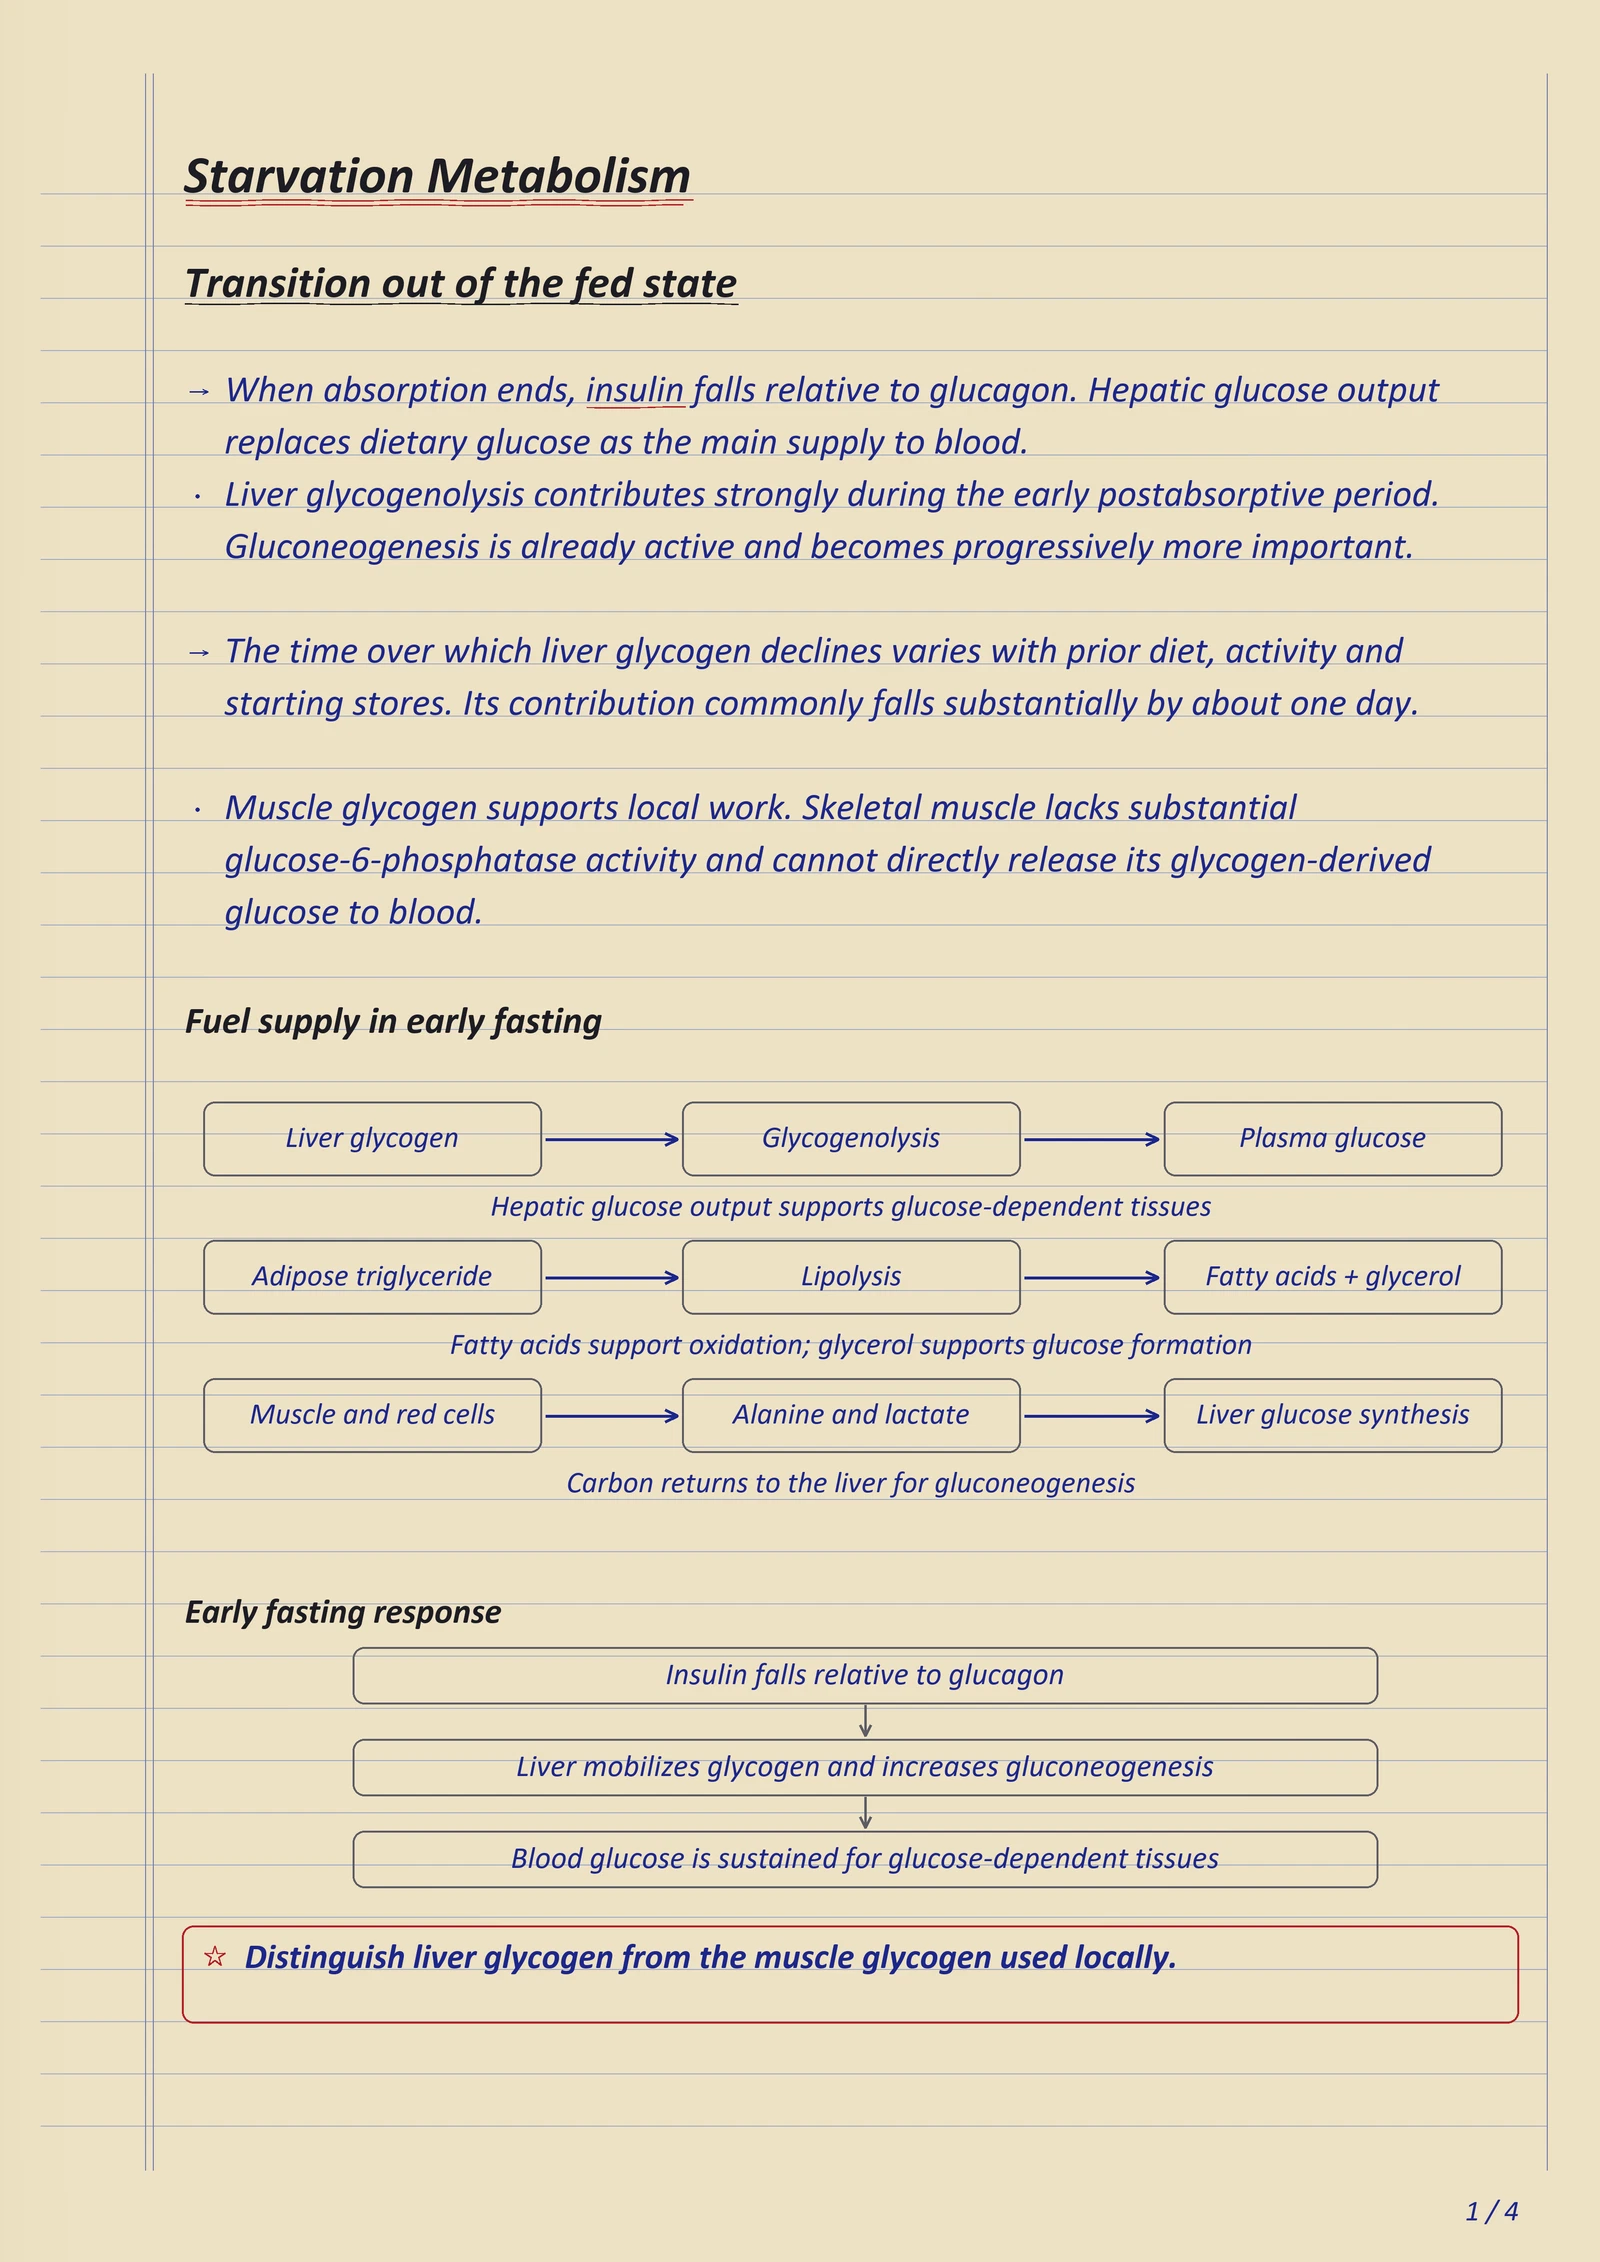 Starvation Metabolism
Transition out of the fed state
→ When absorption ends, insulin falls relative to glucagon. Hepatic glucose output
replaces dietary glucose as the main supply to blood.
· Liver glycogenolysis contributes strongly during the early postabsorptive period.
Gluconeogenesis is already active and becomes progressively more important.
→ The time over which liver glycogen declines varies with prior diet, activity and
starting stores. Its contribution commonly falls substantially by about one day.
· Muscle glycogen supports local work. Skeletal muscle lacks substantial
glucose-6-phosphatase activity and cannot directly release its glycogen-derived
glucose to blood.
Fuel supply in early fasting
Liver glycogen → Glycogenolysis → Plasma glucose
Hepatic glucose output supports glucose-dependent tissues
Adipose triglyceride → Lipolysis → Fatty acids + glycerol
Fatty acids support oxidation; glycerol supports glucose formation
Muscle and red cells → Alanine and lactate → Liver glucose synthesis
Carbon returns to the liver for gluconeogenesis
Early fasting response
Insulin falls relative to glucagon
↓
Liver mobilizes glycogen and increases gluconeogenesis
↓
Blood glucose is sustained for glucose-dependent tissues
☆ Distinguish liver glycogen from the muscle glycogen used locally.
1 / 4